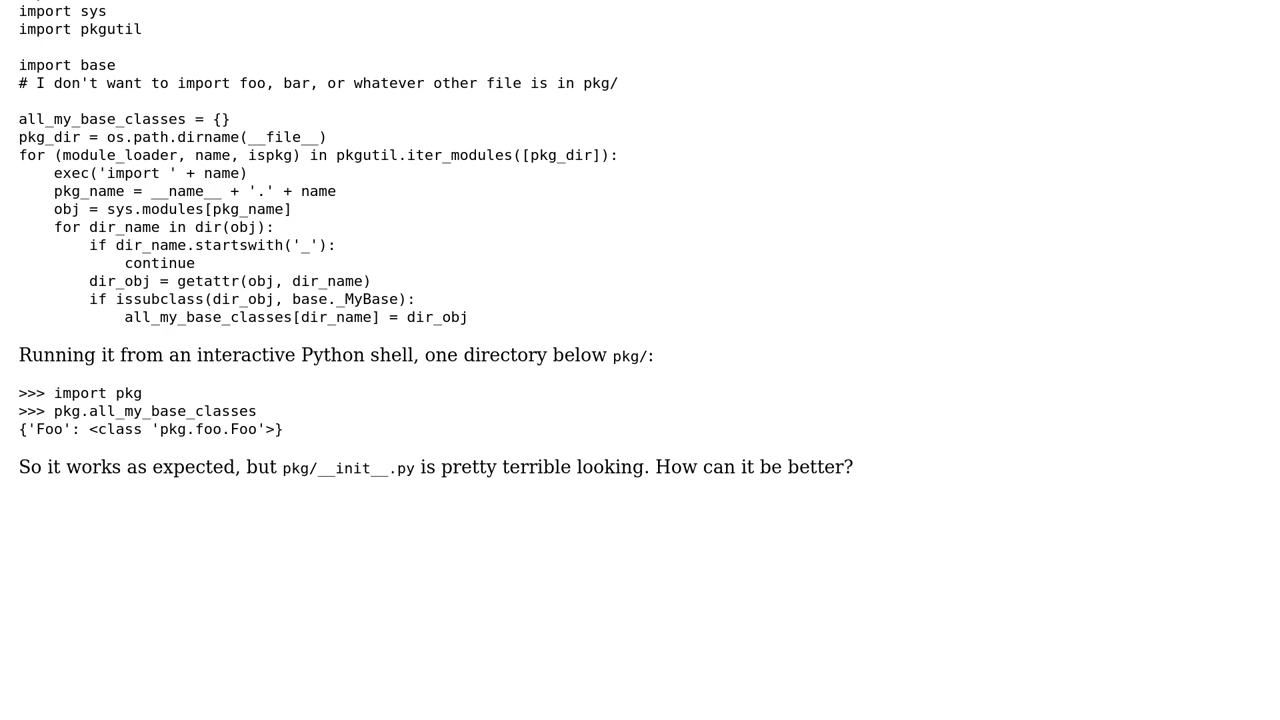 import sys
import pkgutil

import base
# I don't want to import foo, bar, or whatever other file is in pkg/

all_my_base_classes = {}
pkg_dir = os.path.dirname(__file__)
for (module_loader, name, ispkg) in pkgutil.iter_modules([pkg_dir]):
    exec('import ' + name)
    pkg_name = __name__ + '.' + name
    obj = sys.modules[pkg_name]
    for dir_name in dir(obj):
        if dir_name.startswith('_'):
            continue
        dir_obj = getattr(obj, dir_name)
        if issubclass(dir_obj, base._MyBase):
            all_my_base_classes[dir_name] = dir_obj

Running it from an interactive Python shell, one directory below pkg/:

>>> import pkg
>>> pkg.all_my_base_classes
{'Foo': <class 'pkg.foo.Foo'>}

So it works as expected, but pkg/__init__.py is pretty terrible looking. How can it be better?